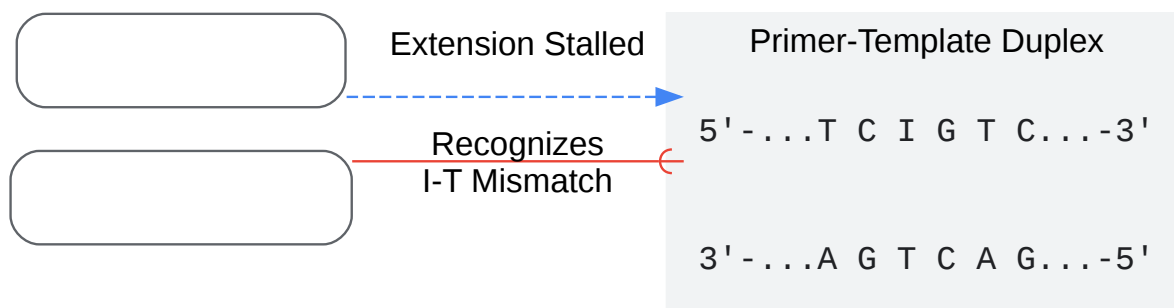 Extension Stalled
Primer-Template Duplex
5'-...T C I G T C...-3'
Recognizes
I-T Mismatch
3'-...A G T C A G...-5'